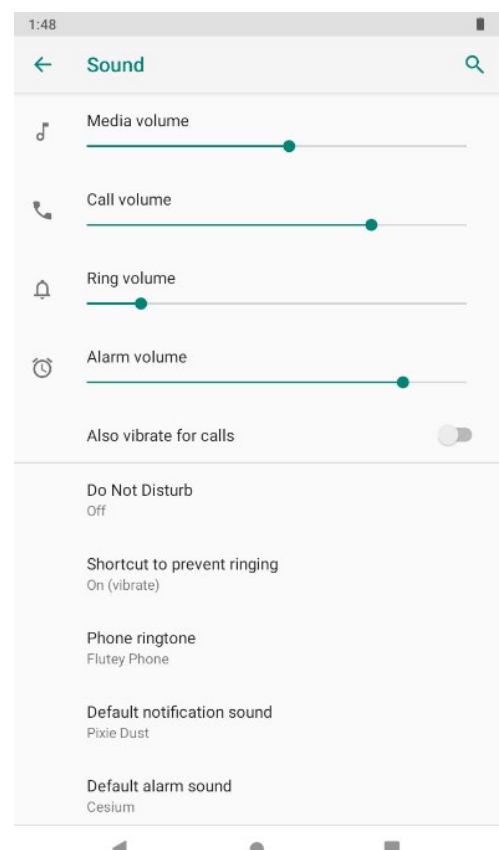 1:48
Sound
Media volume
Call volume
Ring volume
Alarm volume
Also vibrate for calls
Do Not Disturb
Off
Shortcut to prevent ringing
On (vibrate)
Phone ringtone
Flutey Phone
Default notification sound
Pixie Dust
Default alarm sound
Cesium